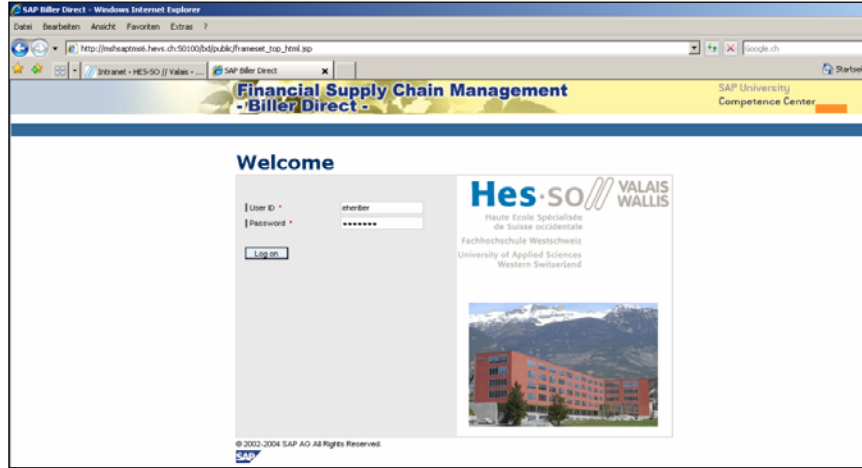 SAP Biller Direct - Windows Internet Explorer
Datei Bearbeiten Ansicht Favoriten Extras ?
http://mshsaptms6.hevs.ch:50100/bd/public/frameset_top_html.jsp
Google.ch
Intranet - HES-SO // Valais - ...
SAP Biller Direct
Startsei
Financial Supply Chain Management
- Biller Direct -
SAP University
Competence Center
Welcome
User ID *
eheritier
Password *
•••••••
Log on
Hes·so// VALAIS
WALLIS
Haute Ecole Spécialisée
de Suisse occidentale
Fachhochschule Westschweiz
University of Applied Sciences
Western Switzerland
© 2002-2004 SAP AG All Rights Reserved.
SAP